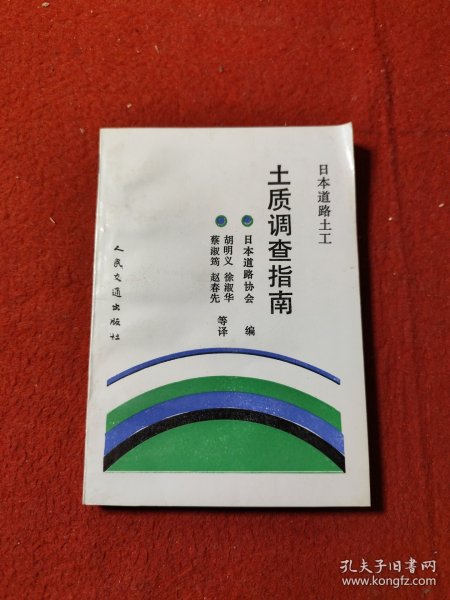 日本道路土工
土质调查指南
日本道路协会 编
胡明义 徐淑华
蔡淑筠 赵春先 等译
人民交通出版社
孔夫子旧书网
www.kongfz.com